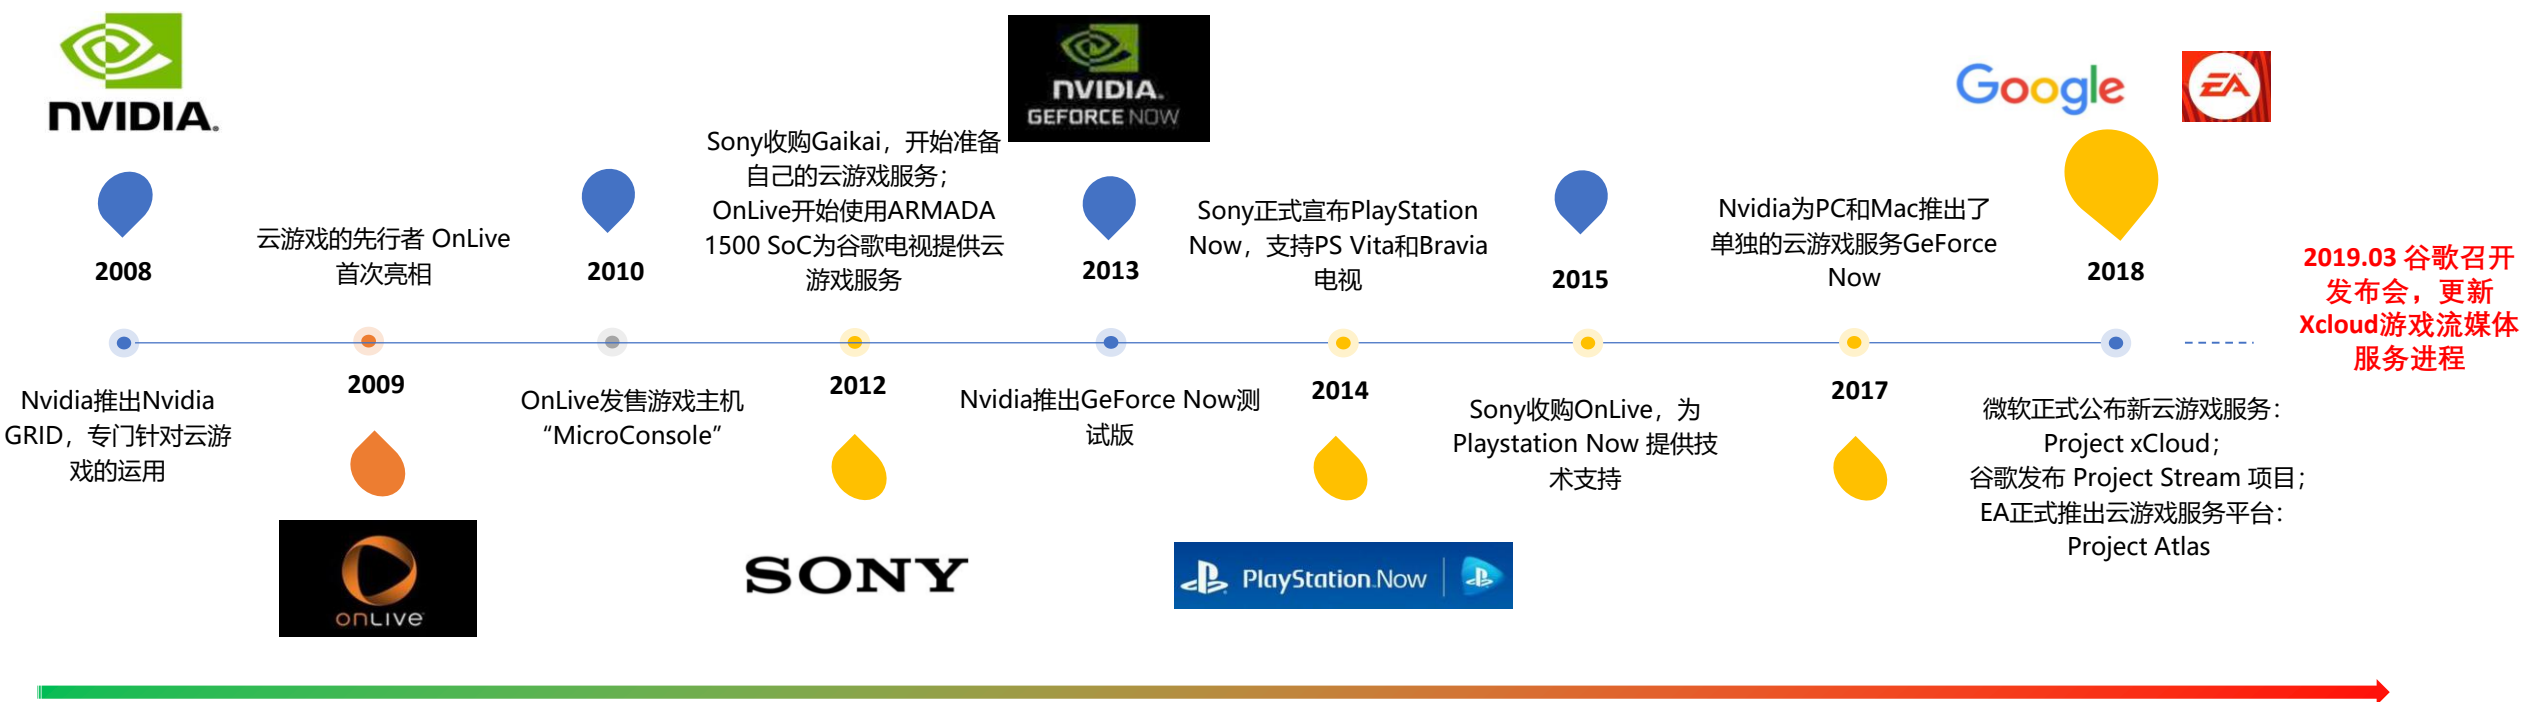 NVIDIA.
2008
Nvidia推出Nvidia
GRID，专门针对云游
戏的运用
云游戏的先行者 OnLive
首次亮相
2009
onLIVE
2010
OnLive发售游戏主机
“MicroConsole”
Sony收购Gaikai，开始准备
自己的云游戏服务；
OnLive开始使用ARMADA
1500 SoC为谷歌电视提供云
游戏服务
2012
SONY
NVIDIA.
GEFORCE NOW
2013
Nvidia推出GeForce Now测
试版
Sony正式宣布PlayStation
Now，支持PS Vita和Bravia
电视
2014
PlayStation.Now
2015
Sony收购OnLive，为
Playstation Now 提供技
术支持
Nvidia为PC和Mac推出了
单独的云游戏服务GeForce
Now
2017
Google
EA
2018
微软正式公布新云游戏服务：
Project xCloud；
谷歌发布 Project Stream 项目；
EA正式推出云游戏服务平台：
Project Atlas
2019.03 谷歌召开
发布会，更新
Xcloud游戏流媒体
服务进程